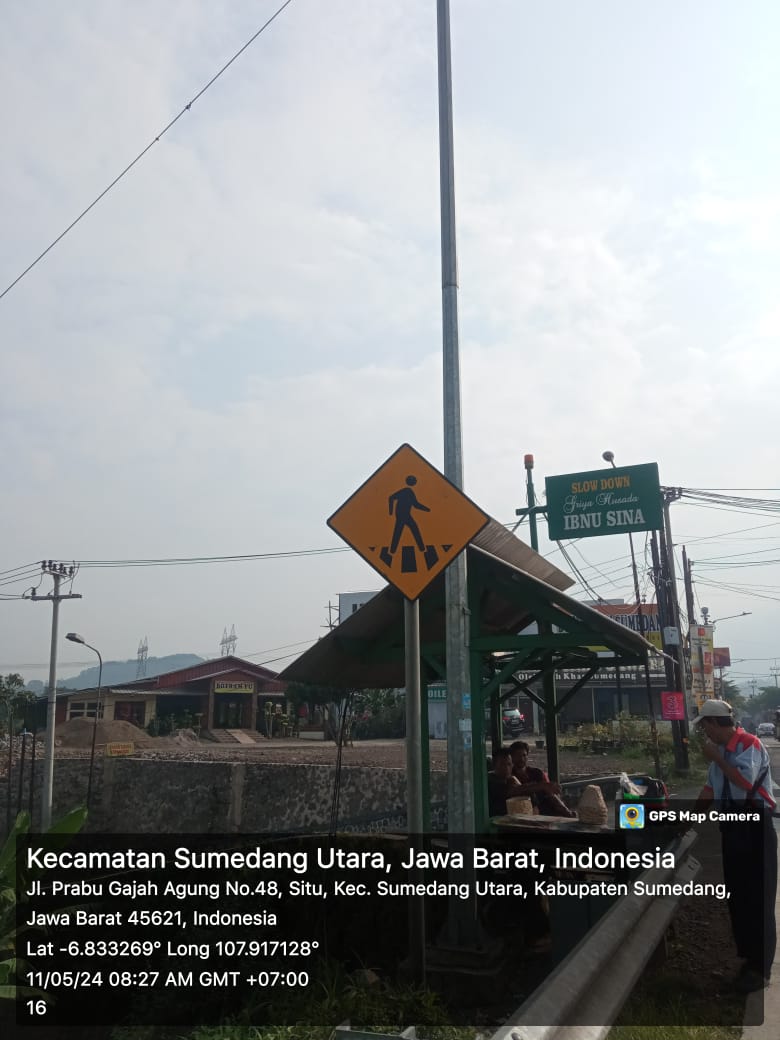 SLOW DOWN
Griya Husada
IBNU SINA
SUMEDANG
GPS Map Camera
Kecamatan Sumedang Utara, Jawa Barat, Indonesia
Jl. Prabu Gajah Agung No.48, Situ, Kec. Sumedang Utara, Kabupaten Sumedang,
Jawa Barat 45621, Indonesia
Lat -6.833269° Long 107.917128°
11/05/24 08:27 AM GMT +07:00
16